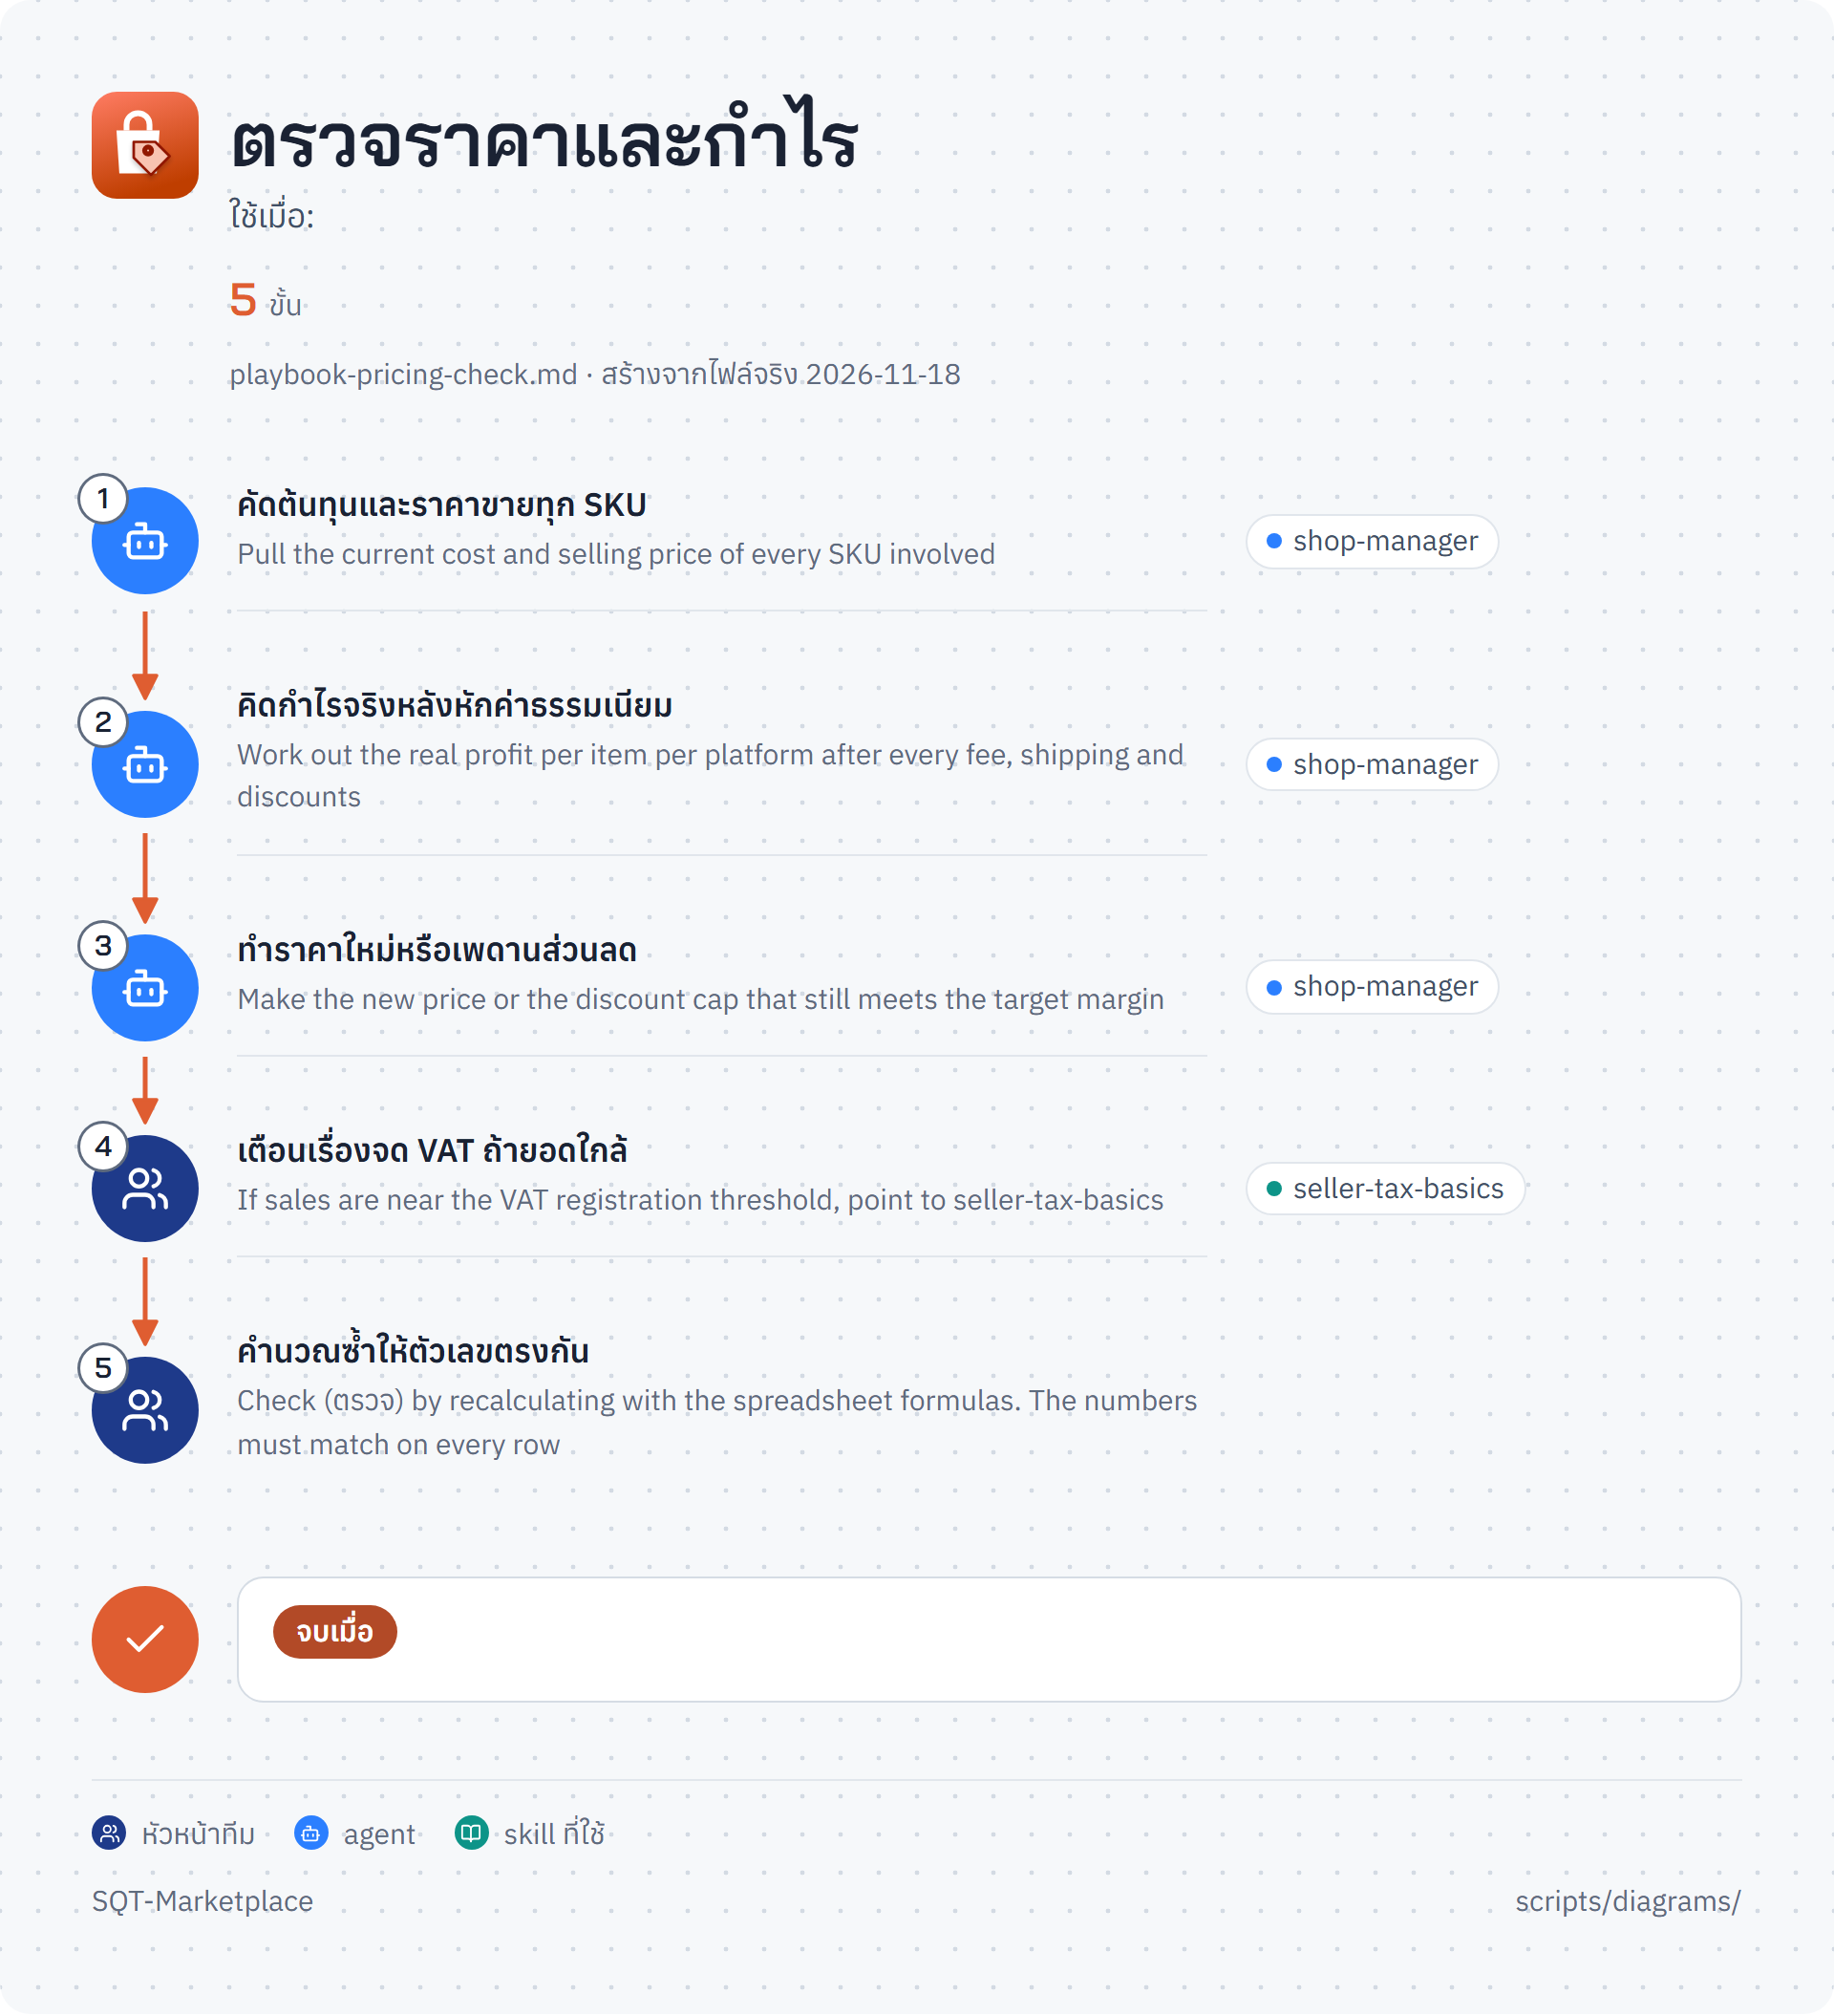 ตรวจราคาและกำไร
ใช้เมื่อ:
5 ขั้น
playbook-pricing-check.md · สร้างจากไฟล์จริง 2026-11-18
1
คัดต้นทุนและราคาขายทุก SKU
Pull the current cost and selling price of every SKU involved
shop-manager
2
คิดกำไรจริงหลังหักค่าธรรมเนียม
Work out the real profit per item per platform after every fee, shipping and
discounts
shop-manager
3
ทำราคาใหม่หรือเพดานส่วนลด
Make the new price or the discount cap that still meets the target margin
shop-manager
4
เตือนเรื่องจด VAT ถ้ายอดใกล้
If sales are near the VAT registration threshold, point to seller-tax-basics
seller-tax-basics
5
คำนวณซ้ำให้ตัวเลขตรงกัน
Check (ตรวจ) by recalculating with the spreadsheet formulas. The numbers
must match on every row
จบเมื่อ
หัวหน้าทีม agent skill ที่ใช้
SQT-Marketplace scripts/diagrams/